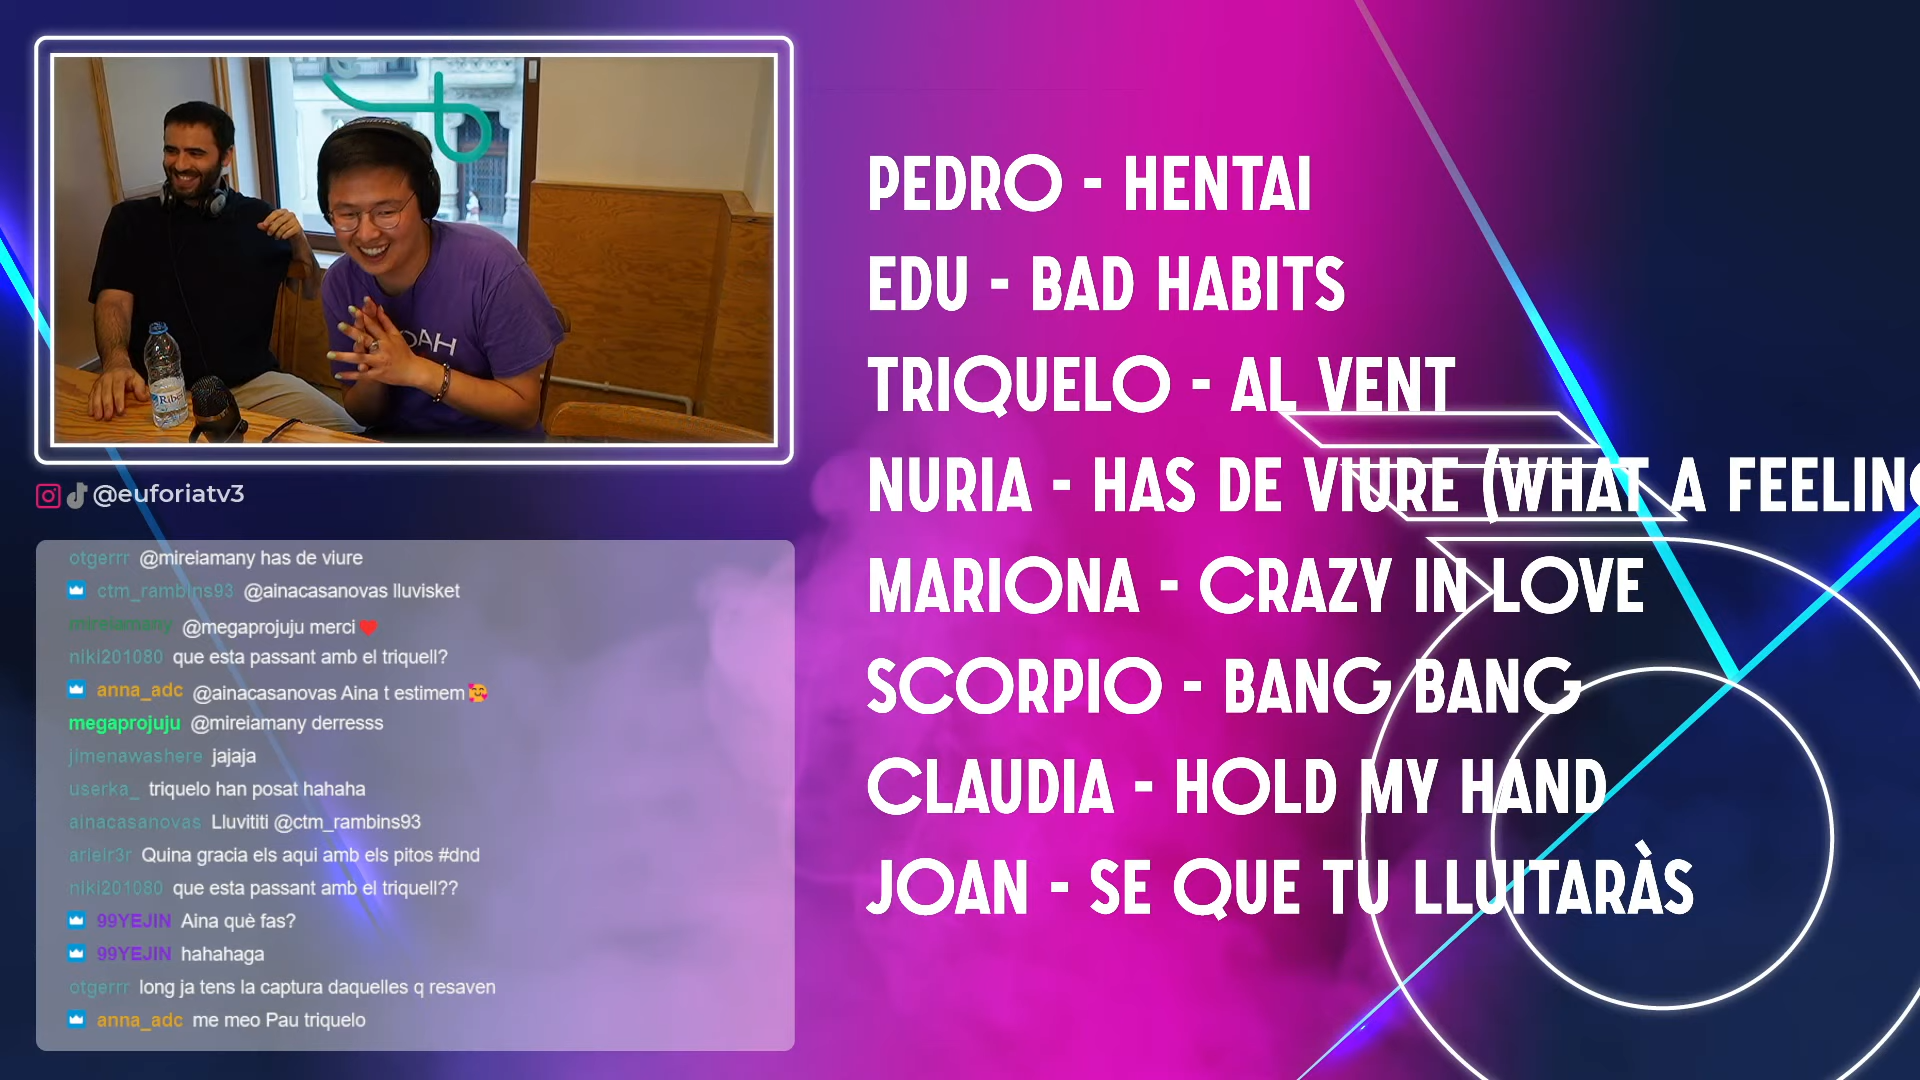 OAH
Ribe
@euforiatv3
otgerrr @mireiamany has de viure
ctm_rambins93 @ainacasanovas lluvisket
mireiamany @megaprojuju merci❤️
niki201080 que esta passant amb el triquell?
anna_adc @ainacasanovas Aina t estimem🥰
megaprojuju @mireiamany derresss
jimenawashere jajaja
userka_ triquelo han posat hahaha
ainacasanovas Lluvititi @ctm_rambins93
arleir3r Quina gracia els aqui amb els pitos #dnd
niki201080 que esta passant amb el triquell??
99YEJIN Aina què fas?
99YEJIN hahahaga
otgerrr long ja tens la captura daquelles q resaven
anna_adc me meo Pau triquelo
PEDRO - HENTAI
EDU - BAD HABITS
TRIQUELO - AL VENT
NURIA - HAS DE VIURE (WHAT A FEELING
MARIONA - CRAZY IN LOVE
SCORPIO - BANG BANG
CLAUDIA - HOLD MY HAND
JOAN - SE QUE TU LLUITARÀS